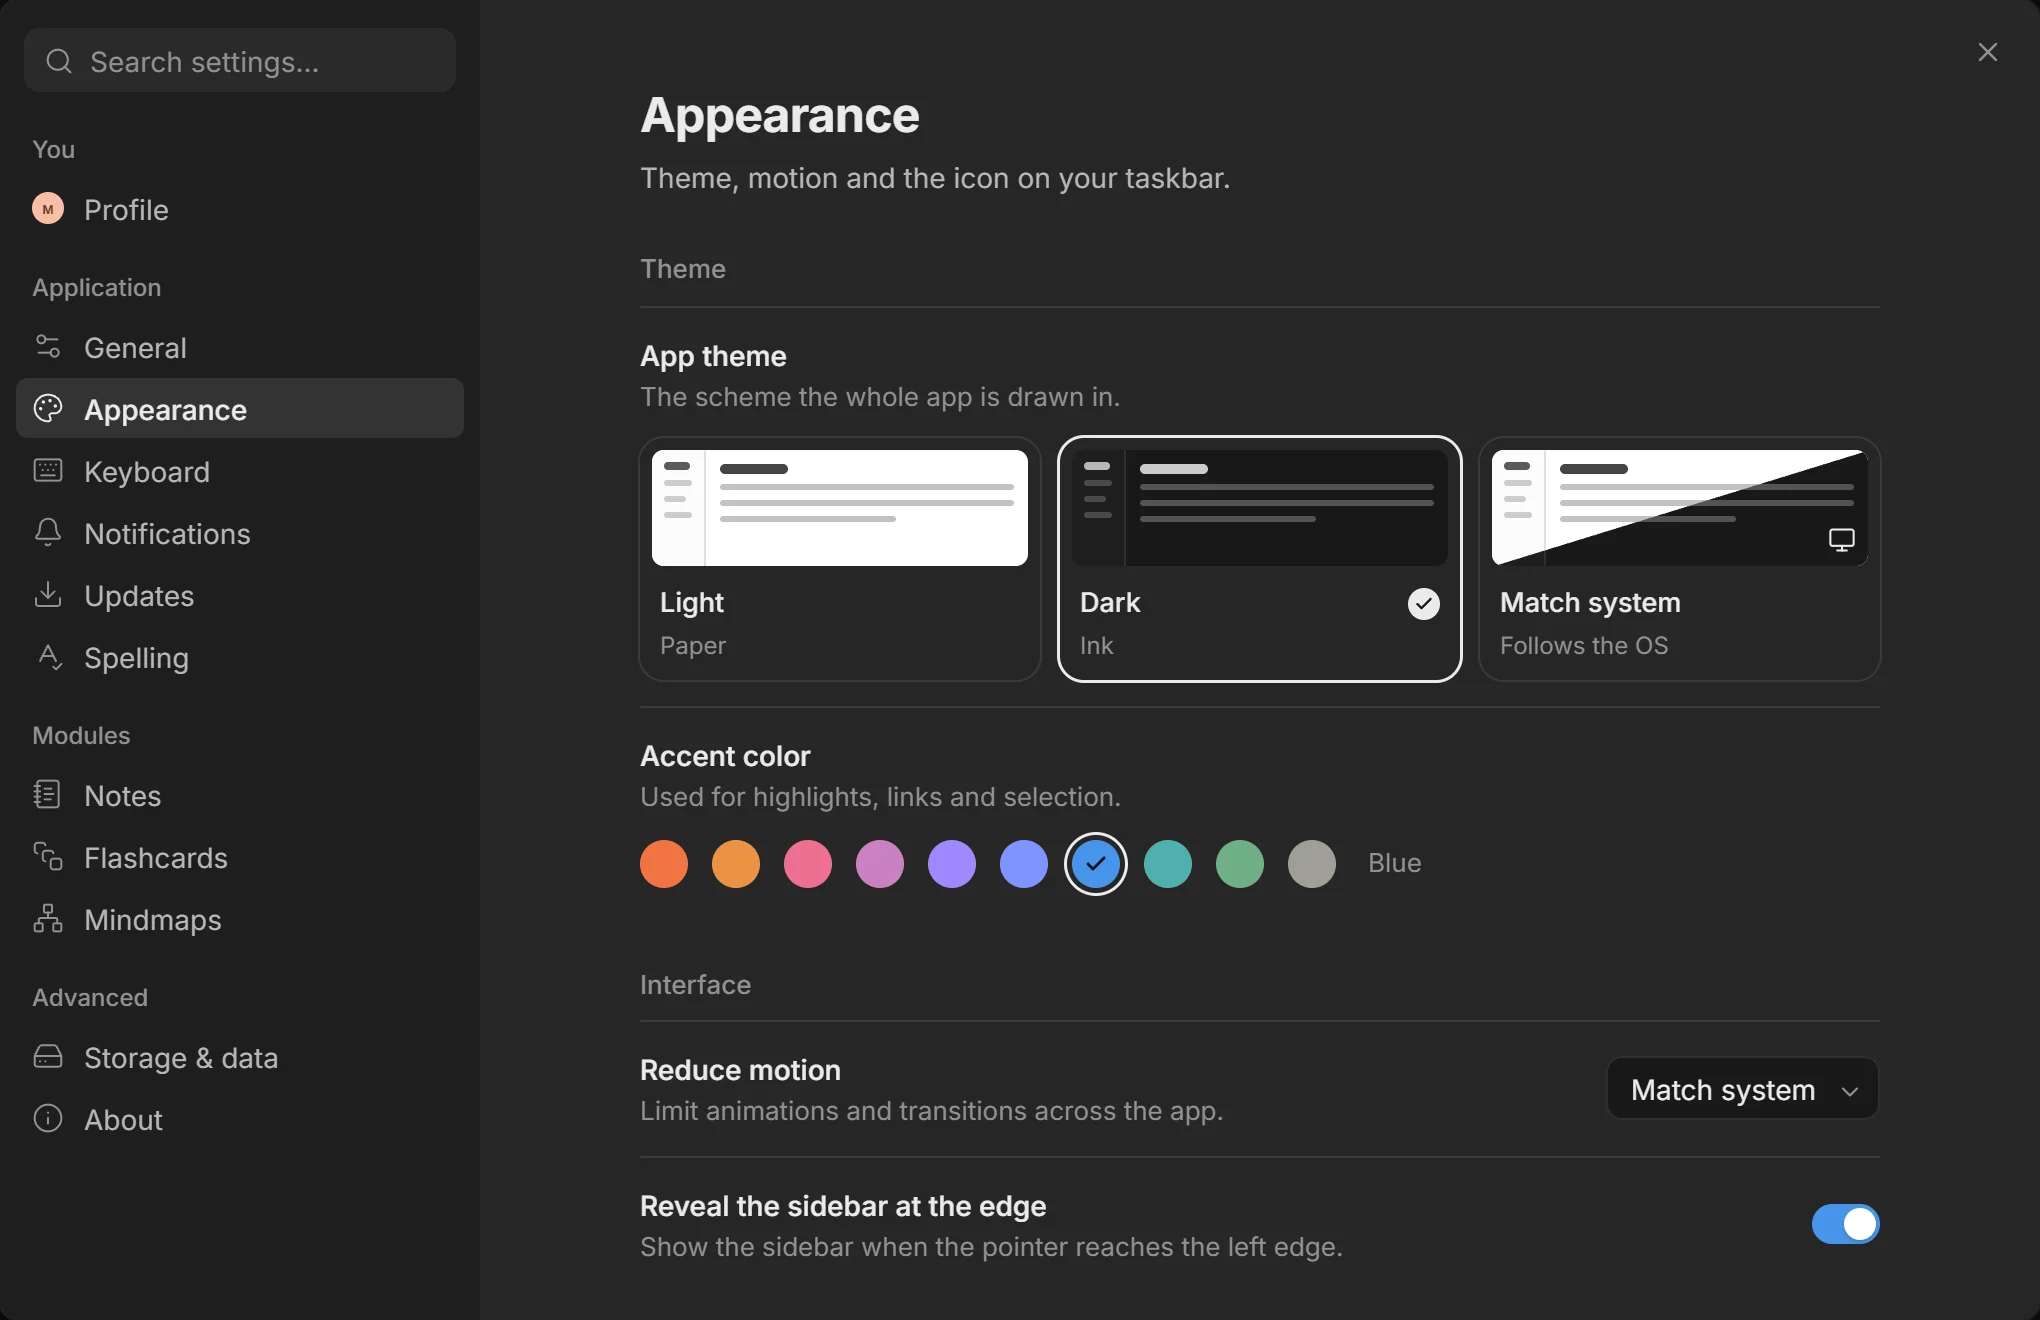 Search settings...
You
M
Profile
Application
General
Appearance
Keyboard
Notifications
Updates
Spelling
Modules
Notes
Flashcards
Mindmaps
Advanced
Storage & data
About
Appearance
Theme, motion and the icon on your taskbar.
Theme
App theme
The scheme the whole app is drawn in.
Light
Paper
Dark
Ink
Match system
Follows the OS
Accent color
Used for highlights, links and selection.
Blue
Interface
Reduce motion
Limit animations and transitions across the app.
Match system
Reveal the sidebar at the edge
Show the sidebar when the pointer reaches the left edge.